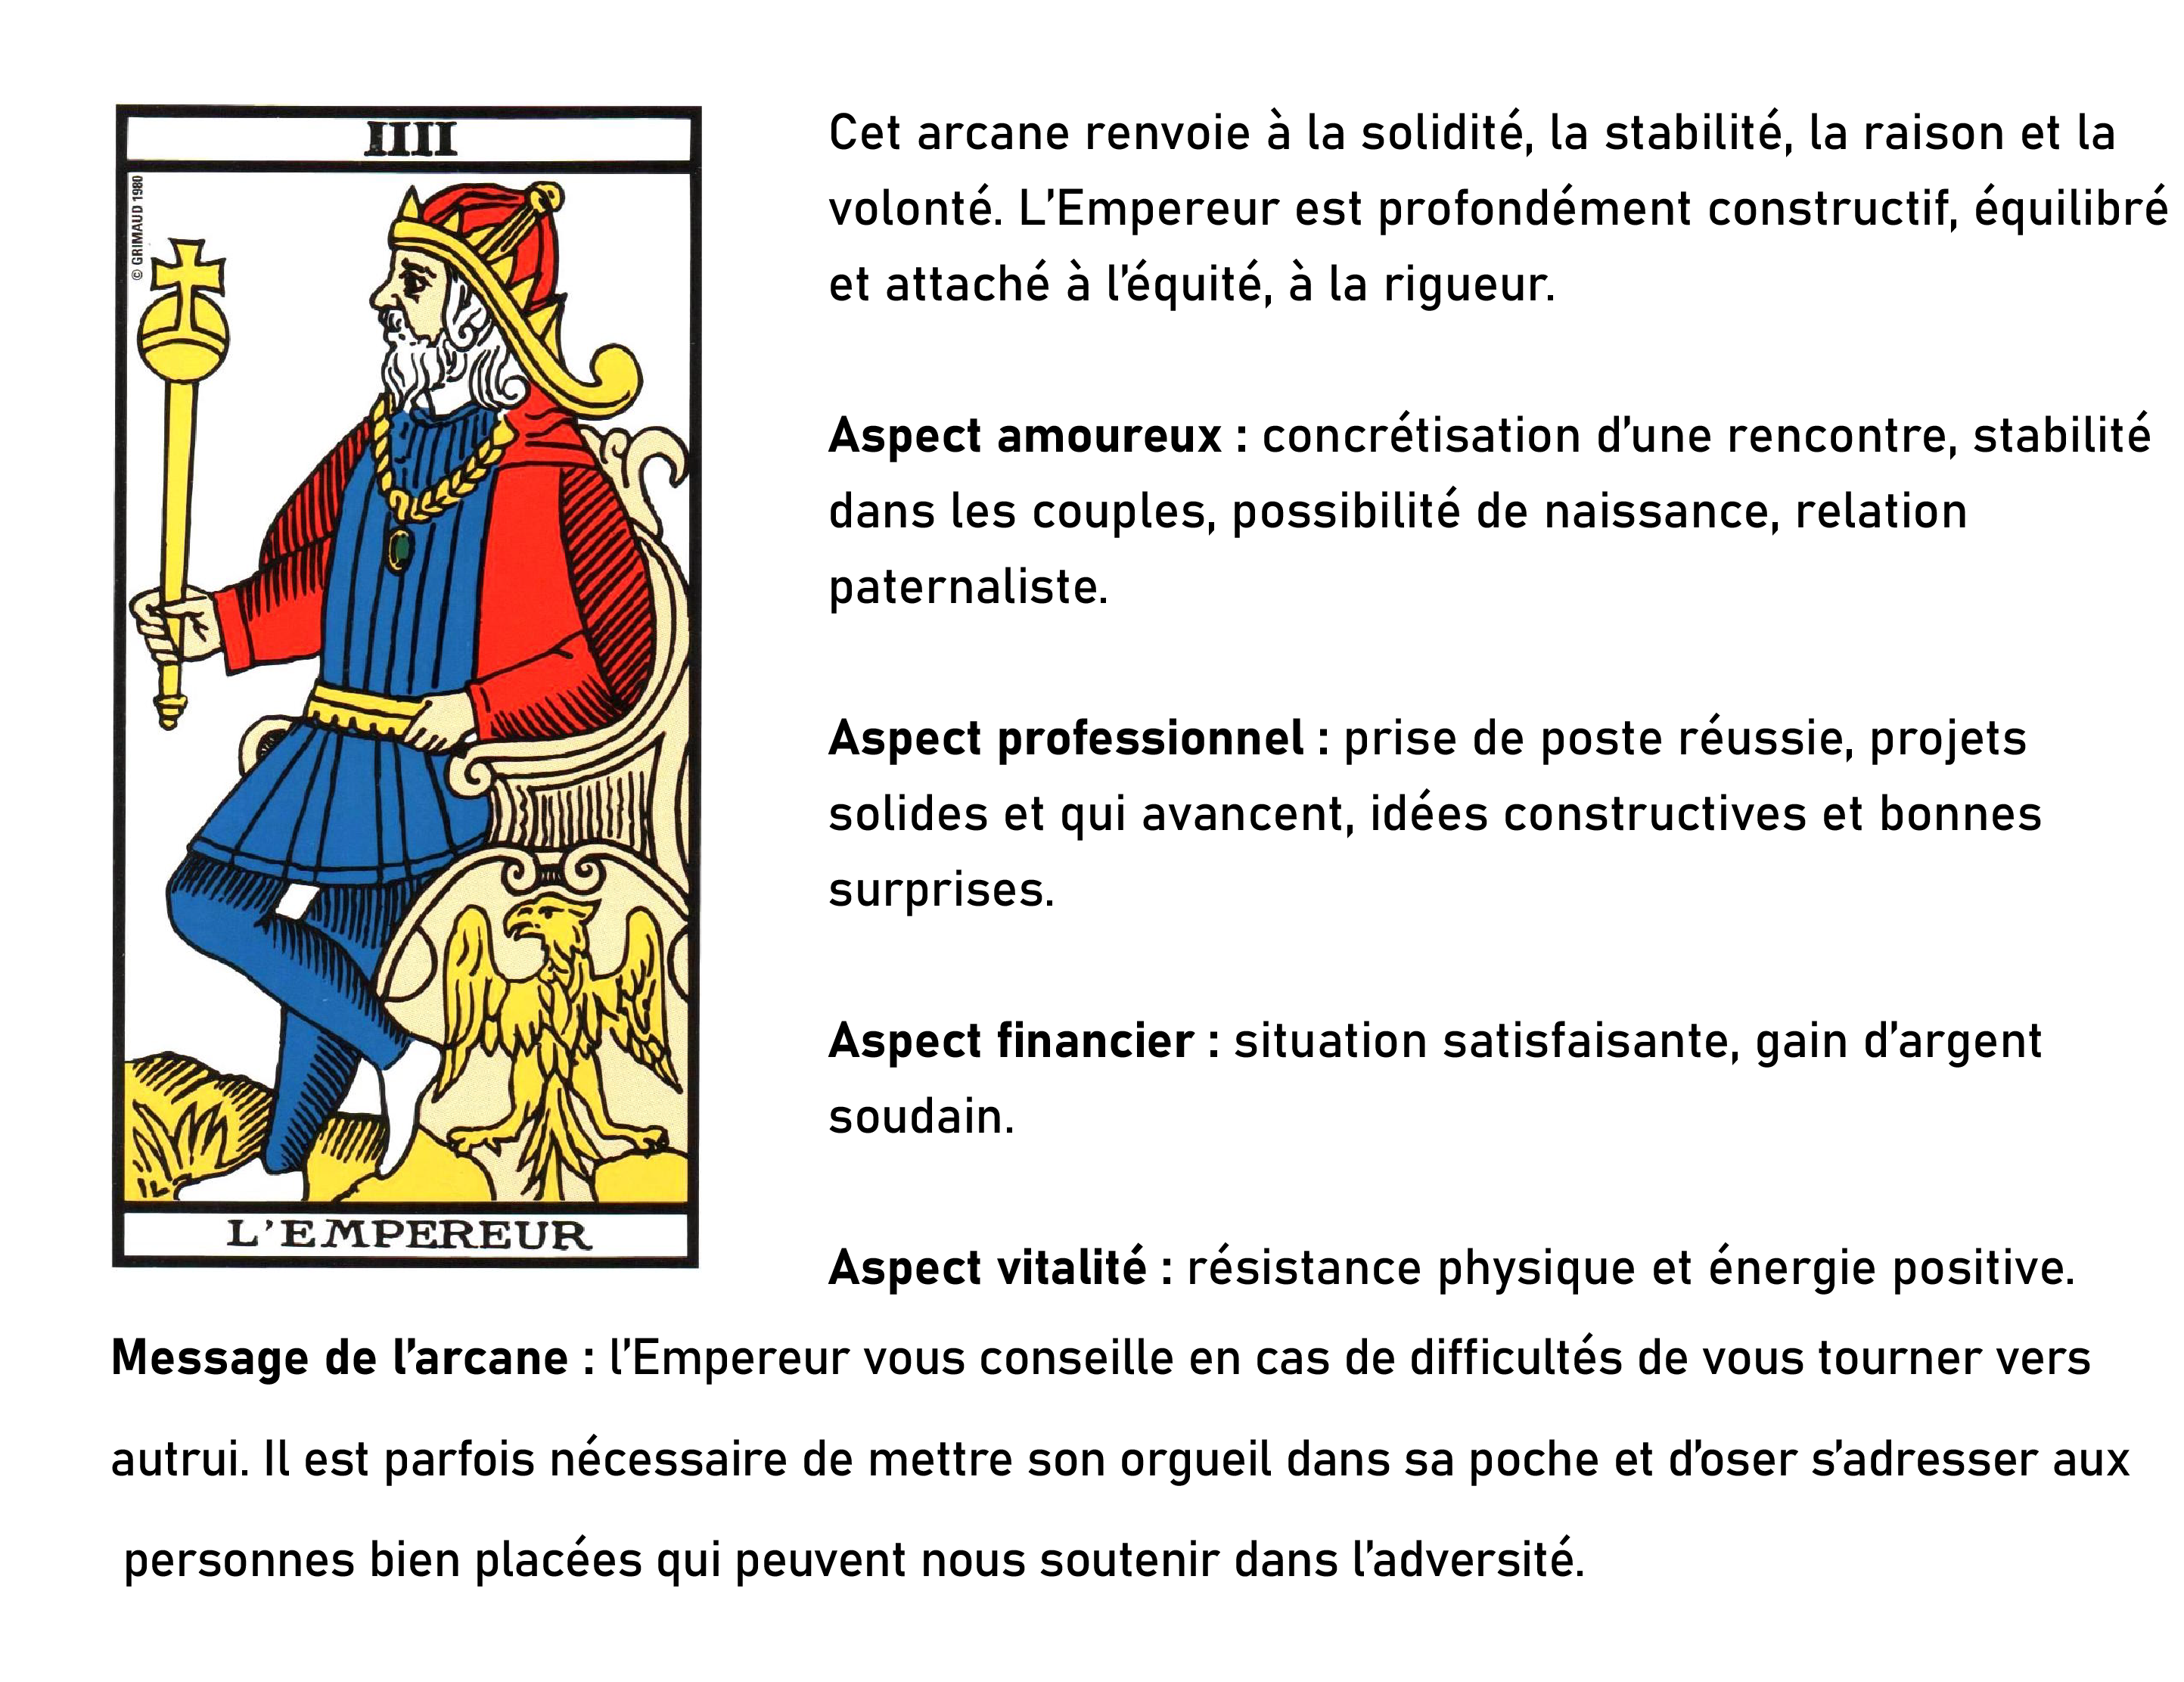 IIII
© GRIMAUD 1980
L'EMPEREUR
Cet arcane renvoie à la solidité, la stabilité, la raison et la
volonté. L’Empereur est profondément constructif, équilibré
et attaché à l’équité, à la rigueur.
Aspect amoureux : concrétisation d’une rencontre, stabilité
dans les couples, possibilité de naissance, relation
paternaliste.
Aspect professionnel : prise de poste réussie, projets
solides et qui avancent, idées constructives et bonnes
surprises.
Aspect financier : situation satisfaisante, gain d’argent
soudain.
Aspect vitalité : résistance physique et énergie positive.
Message de l’arcane : l’Empereur vous conseille en cas de difficultés de vous tourner vers
autrui. Il est parfois nécessaire de mettre son orgueil dans sa poche et d’oser s’adresser aux
personnes bien placées qui peuvent nous soutenir dans l’adversité.